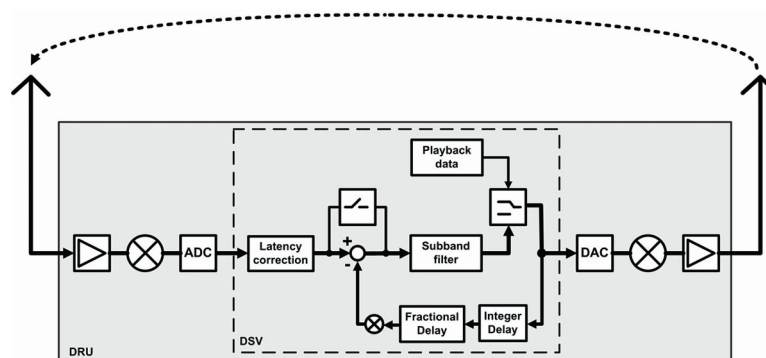 Playback
data
ADC
Latency
correction
+
-
Subband
filter
DAC
Fractional
Delay
Integer
Delay
DRU
DSV